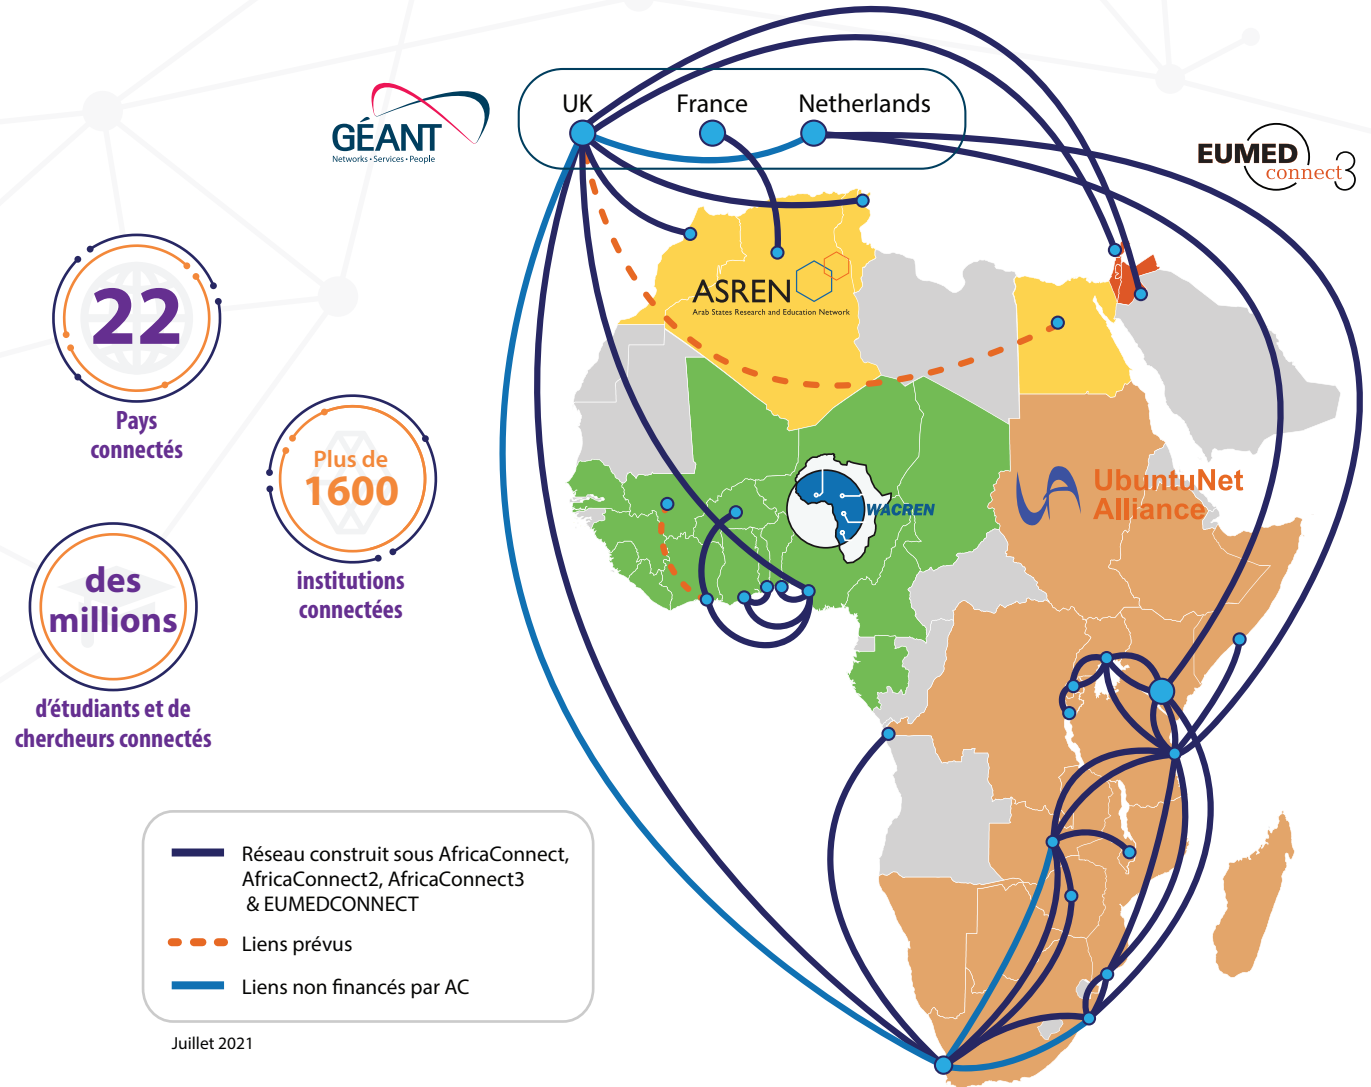 UK
France
Netherlands
GÉANT
Networks • Services • People
EUMED
connect3
ASREN
Arab States Research and Education Network
22
Pays
connectés
Plus de
1600
institutions
connectées
des
millions
d'étudiants et de
chercheurs connectés
WACREN
UbuntuNet
Alliance
Réseau construit sous AfricaConnect,
AfricaConnect2, AfricaConnect3
& EUMEDCONNECT
Liens prévus
Liens non financés par AC
Juillet 2021